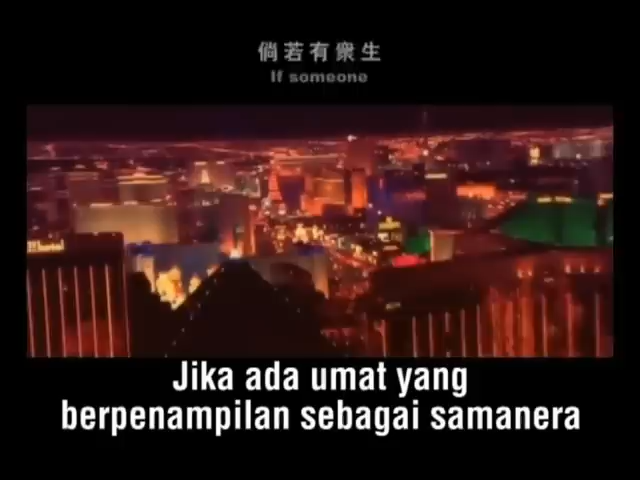 倘若有衆生
If someone
Jika ada umat yang
berpenampilan sebagai samanera